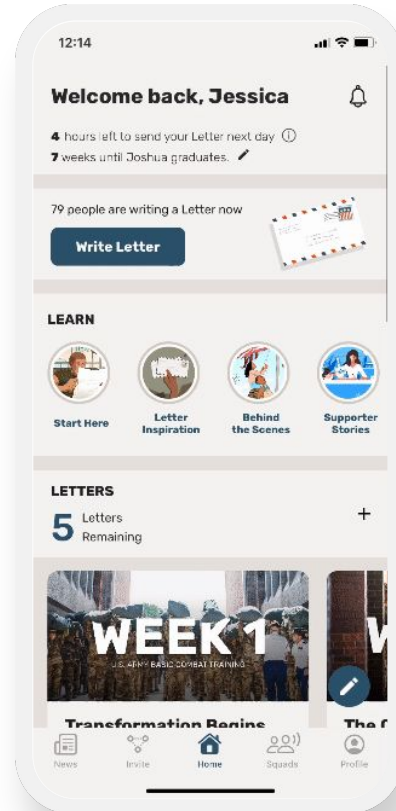 12:14
Welcome back, Jessica
4 hours left to send your Letter next day
7 weeks until Joshua graduates.
79 people are writing a Letter now
Write Letter
LEARN
Start Here
Letter
Inspiration
Behind
the Scenes
Supporter
Stories
LETTERS
5 Letters
Remaining
+
WEEK 1
U.S. ARMY BASIC COMBAT TRAINING
Transformation Begins
The
News
Invite
Home
Squads
Profile